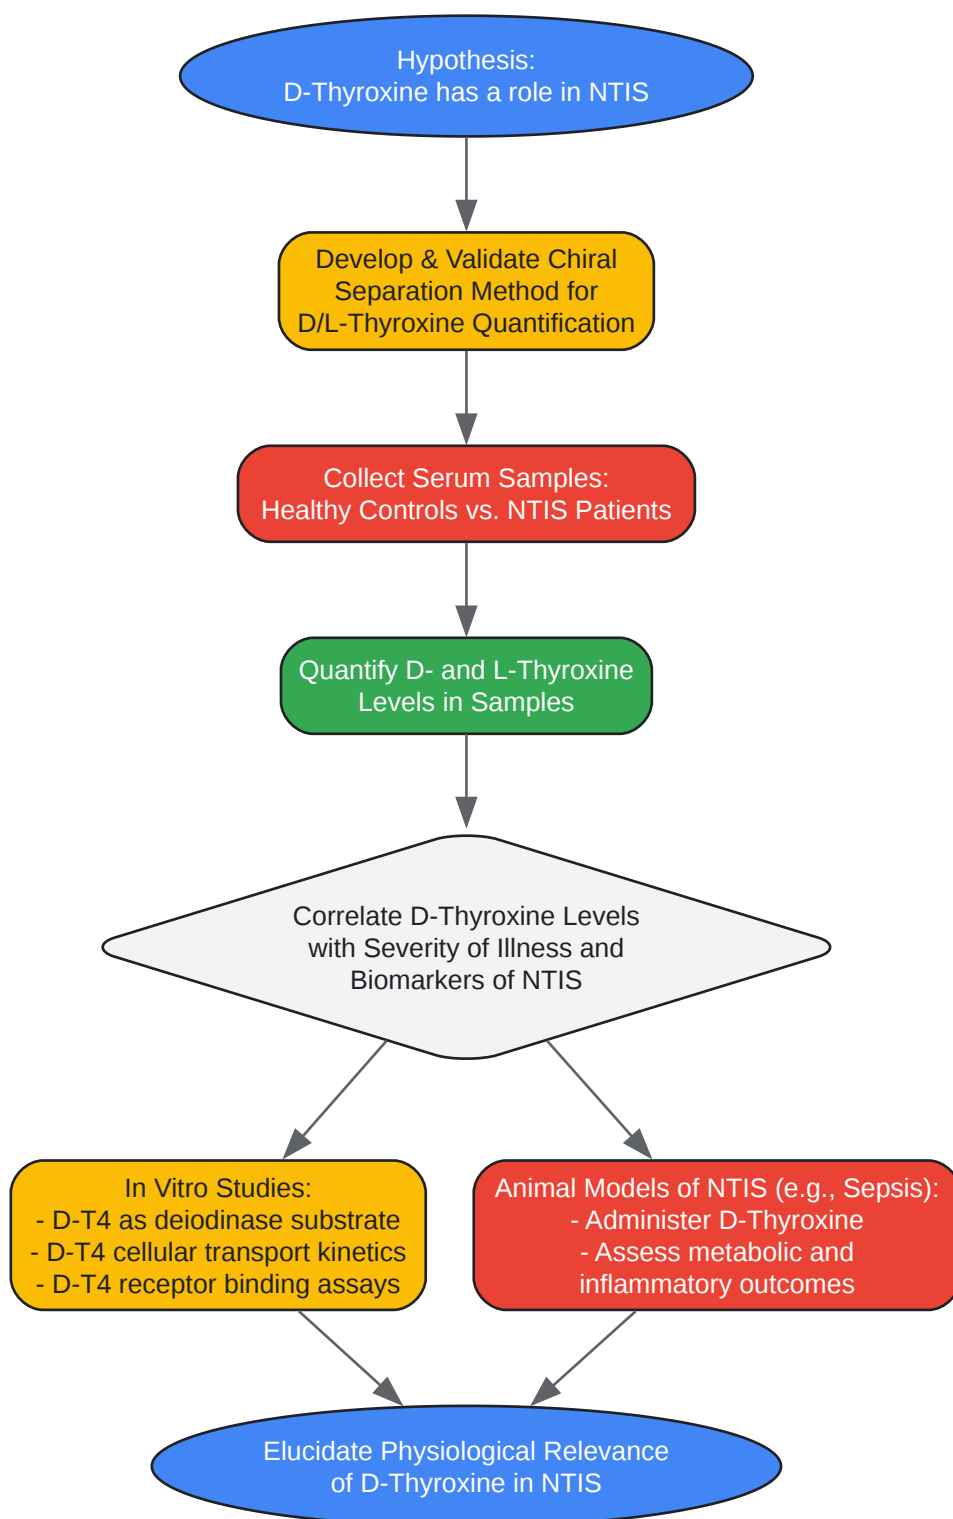 Hypothesis:
D-Thyroxine has a role in NTIS
Develop & Validate Chiral
Separation Method for
D/L-Thyroxine Quantification
Collect Serum Samples:
Healthy Controls vs. NTIS Patients
Quantify D- and L-Thyroxine
Levels in Samples
Correlate D-Thyroxine Levels
with Severity of Illness and
Biomarkers of NTIS
In Vitro Studies:
- D-T4 as deiodinase substrate
- D-T4 cellular transport kinetics
- D-T4 receptor binding assays
Animal Models of NTIS (e.g., Sepsis):
- Administer D-Thyroxine
- Assess metabolic and
inflammatory outcomes
Elucidate Physiological Relevance
of D-Thyroxine in NTIS